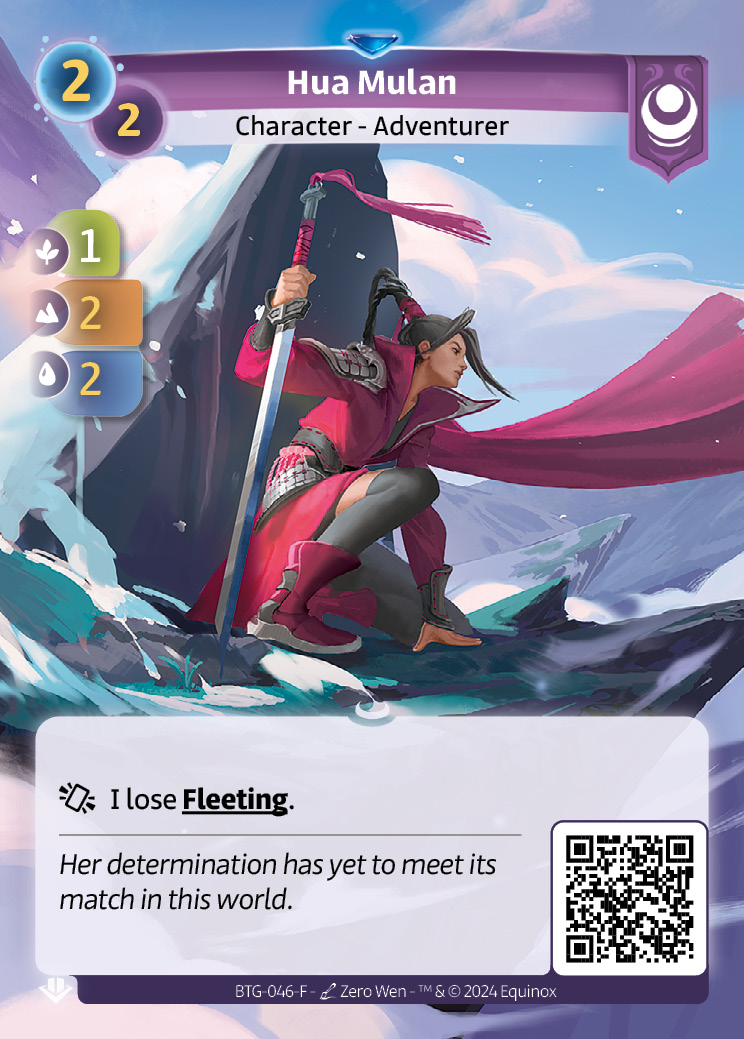 2
Hua Mulan
2
Character - Adventurer
1
2
2
I lose Fleeting.
Her determination has yet to meet its
match in this world.
BTG-046-F - Zero Wen - ™ & © 2024 Equinox